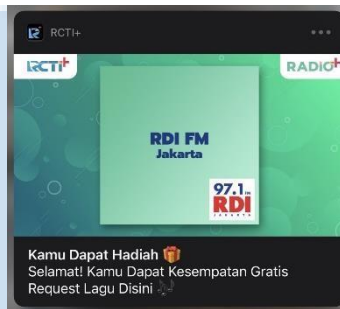 RCTI+
RCTI+
RADIO+
RDI FM
Jakarta
97.1 FM
RDI
JAKARTA
Kamu Dapat Hadiah 🎁
Selamat! Kamu Dapat Kesempatan Gratis
Request Lagu Disini 🎶